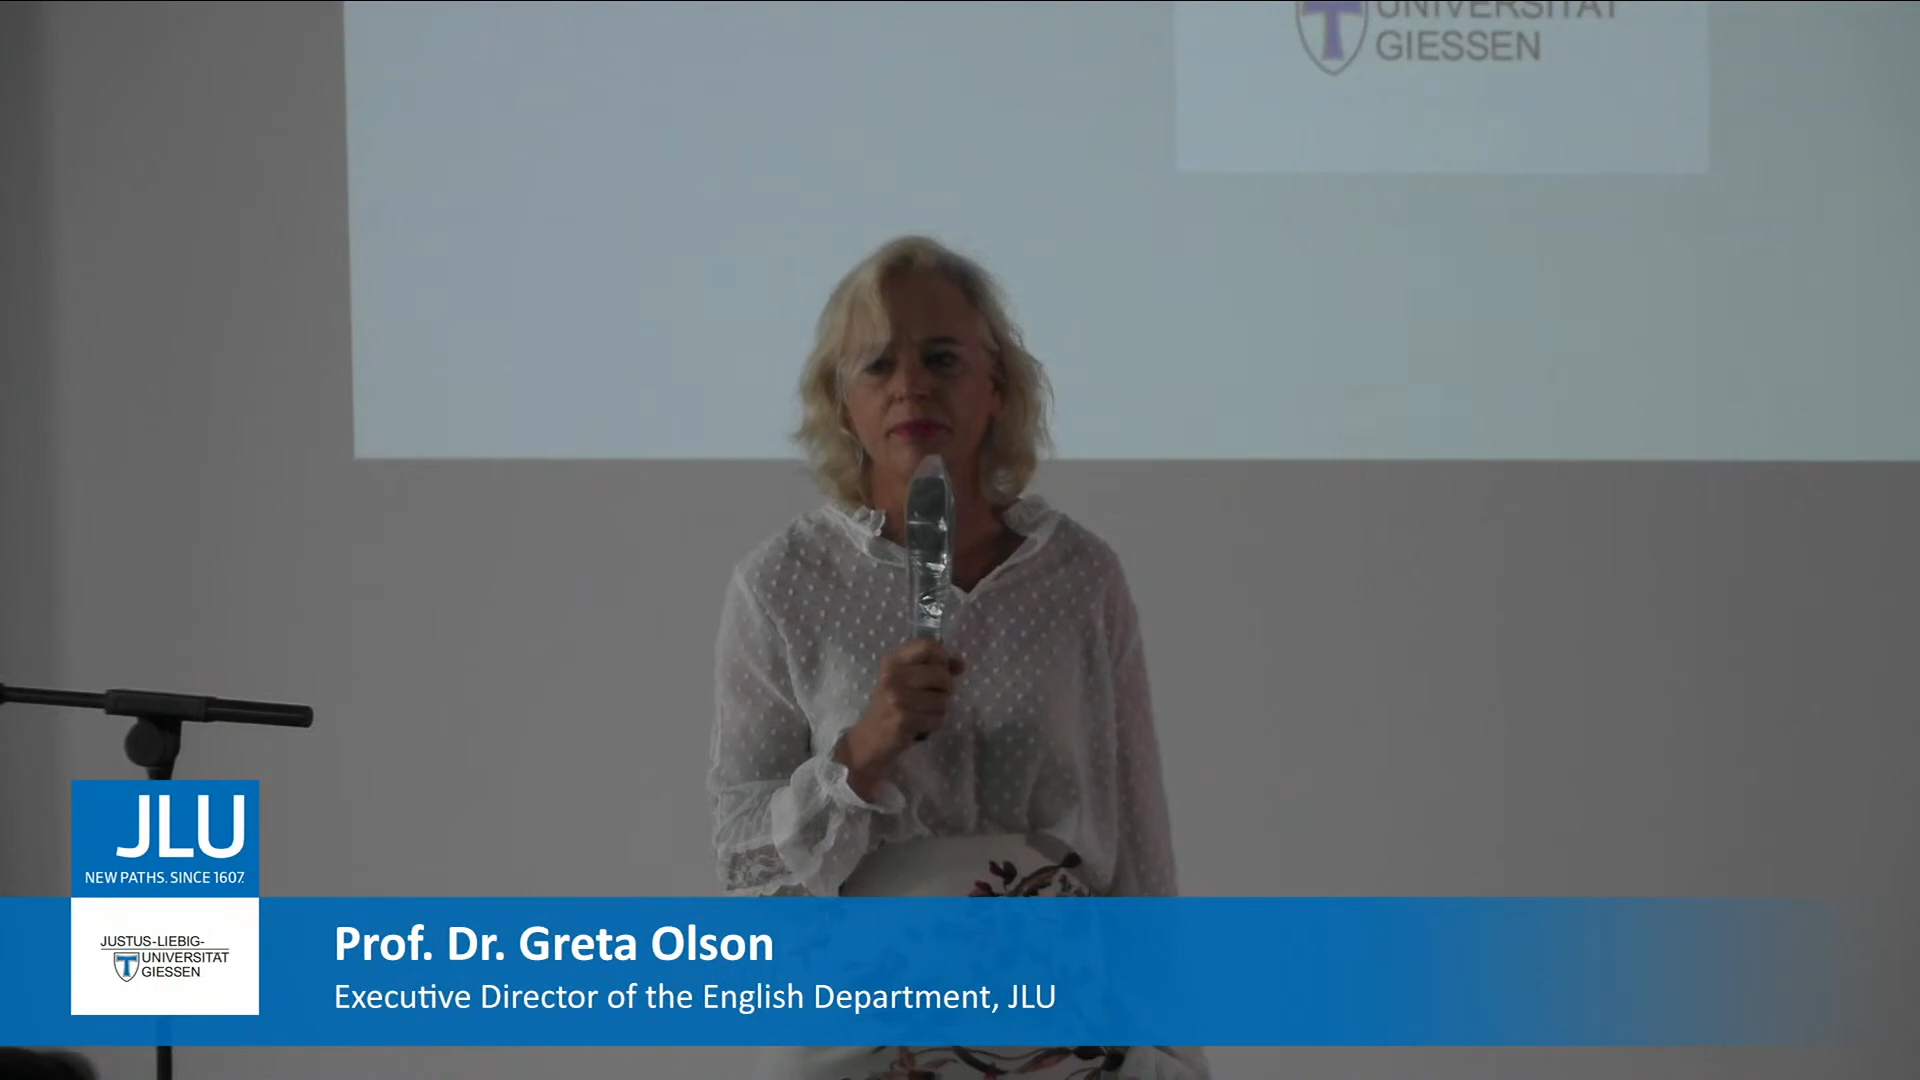 UNIVERSITÄT
GIESSEN
JLU
NEW PATHS. SINCE 1607.
JUSTUS-LIEBIG-
UNIVERSITÄT
GIESSEN
Prof. Dr. Greta Olson
Executive Director of the English Department, JLU